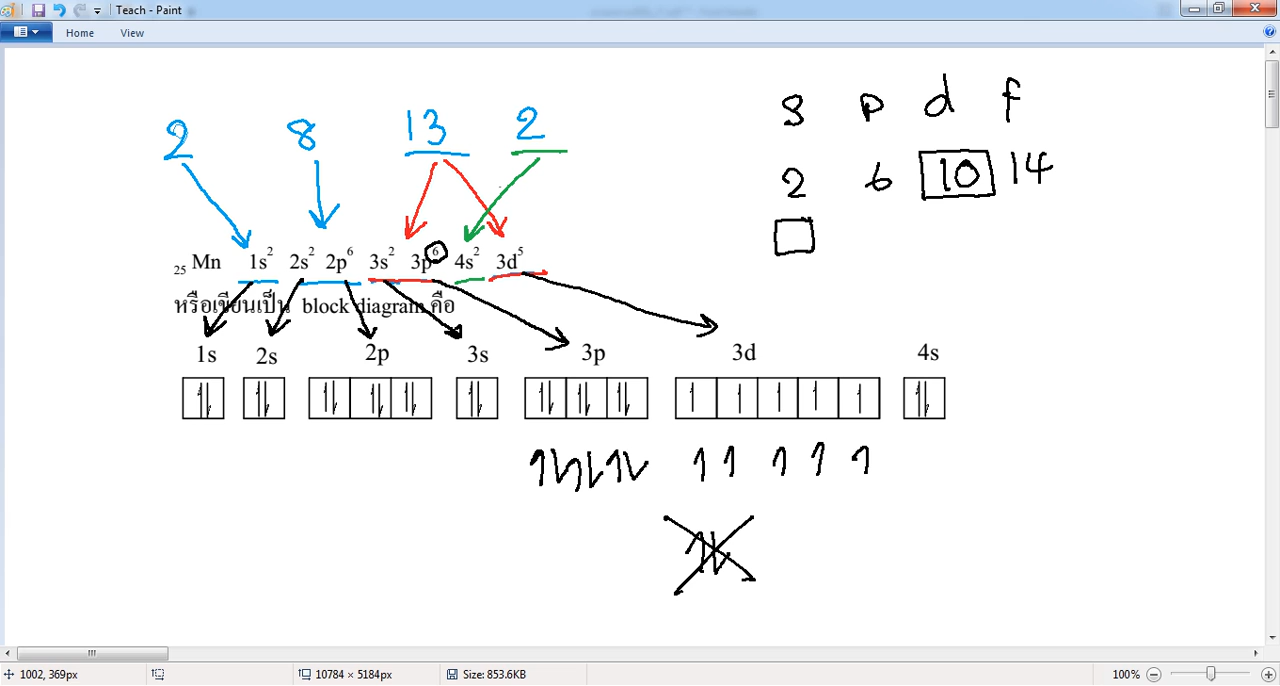 Teach - Paint
Home View
2 8 13 2
s p d f
2 6 10 14
₂₅ Mn 1s² 2s² 2p⁶ 3s² 3p⁶ 4s² 3d⁵
หรือเขียนเป็น block diagram คือ
1s 2s 2p 3s 3p 3d 4s
1002, 369px 10784 × 5184px Size: 853.6KB 100%